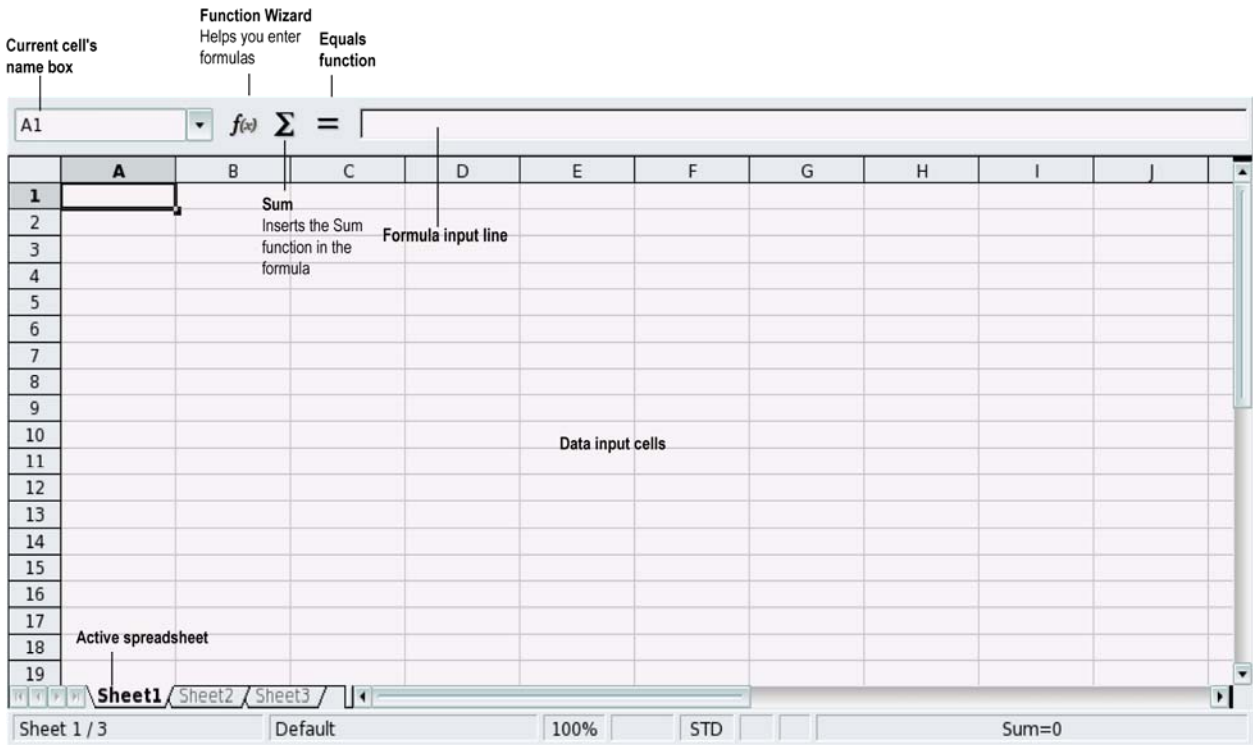 Function Wizard
Helps you enter
formulas
Equals
function
Current cell's
name box
A1
f(x) Σ =
A B C D E F G H I J
1
2
3
4
5
6
7
8
9
10
11
12
13
14
15
16
17
18
19
Sum
Inserts the Sum
function in the
formula
Formula input line
Data input cells
Active spreadsheet
Sheet1 Sheet2 Sheet3
Sheet 1 / 3 Default 100% STD Sum=0